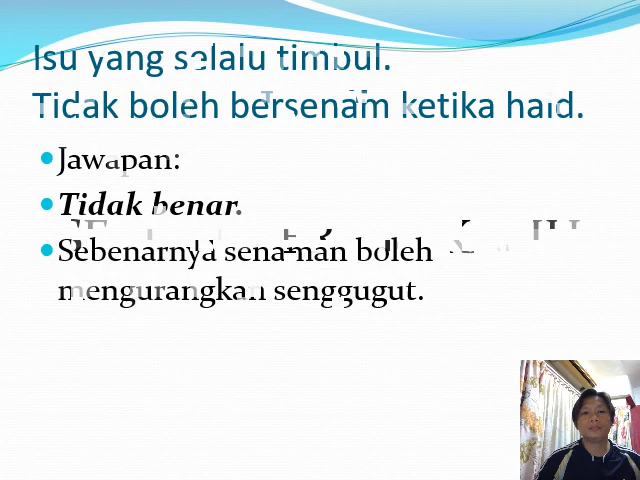 Isu yang selalu timbul.
Tidak boleh bersenam ketika haid.
Jawapan:
Tidak benar.
Sebenarnya senaman boleh
mengurangkan senggugut.